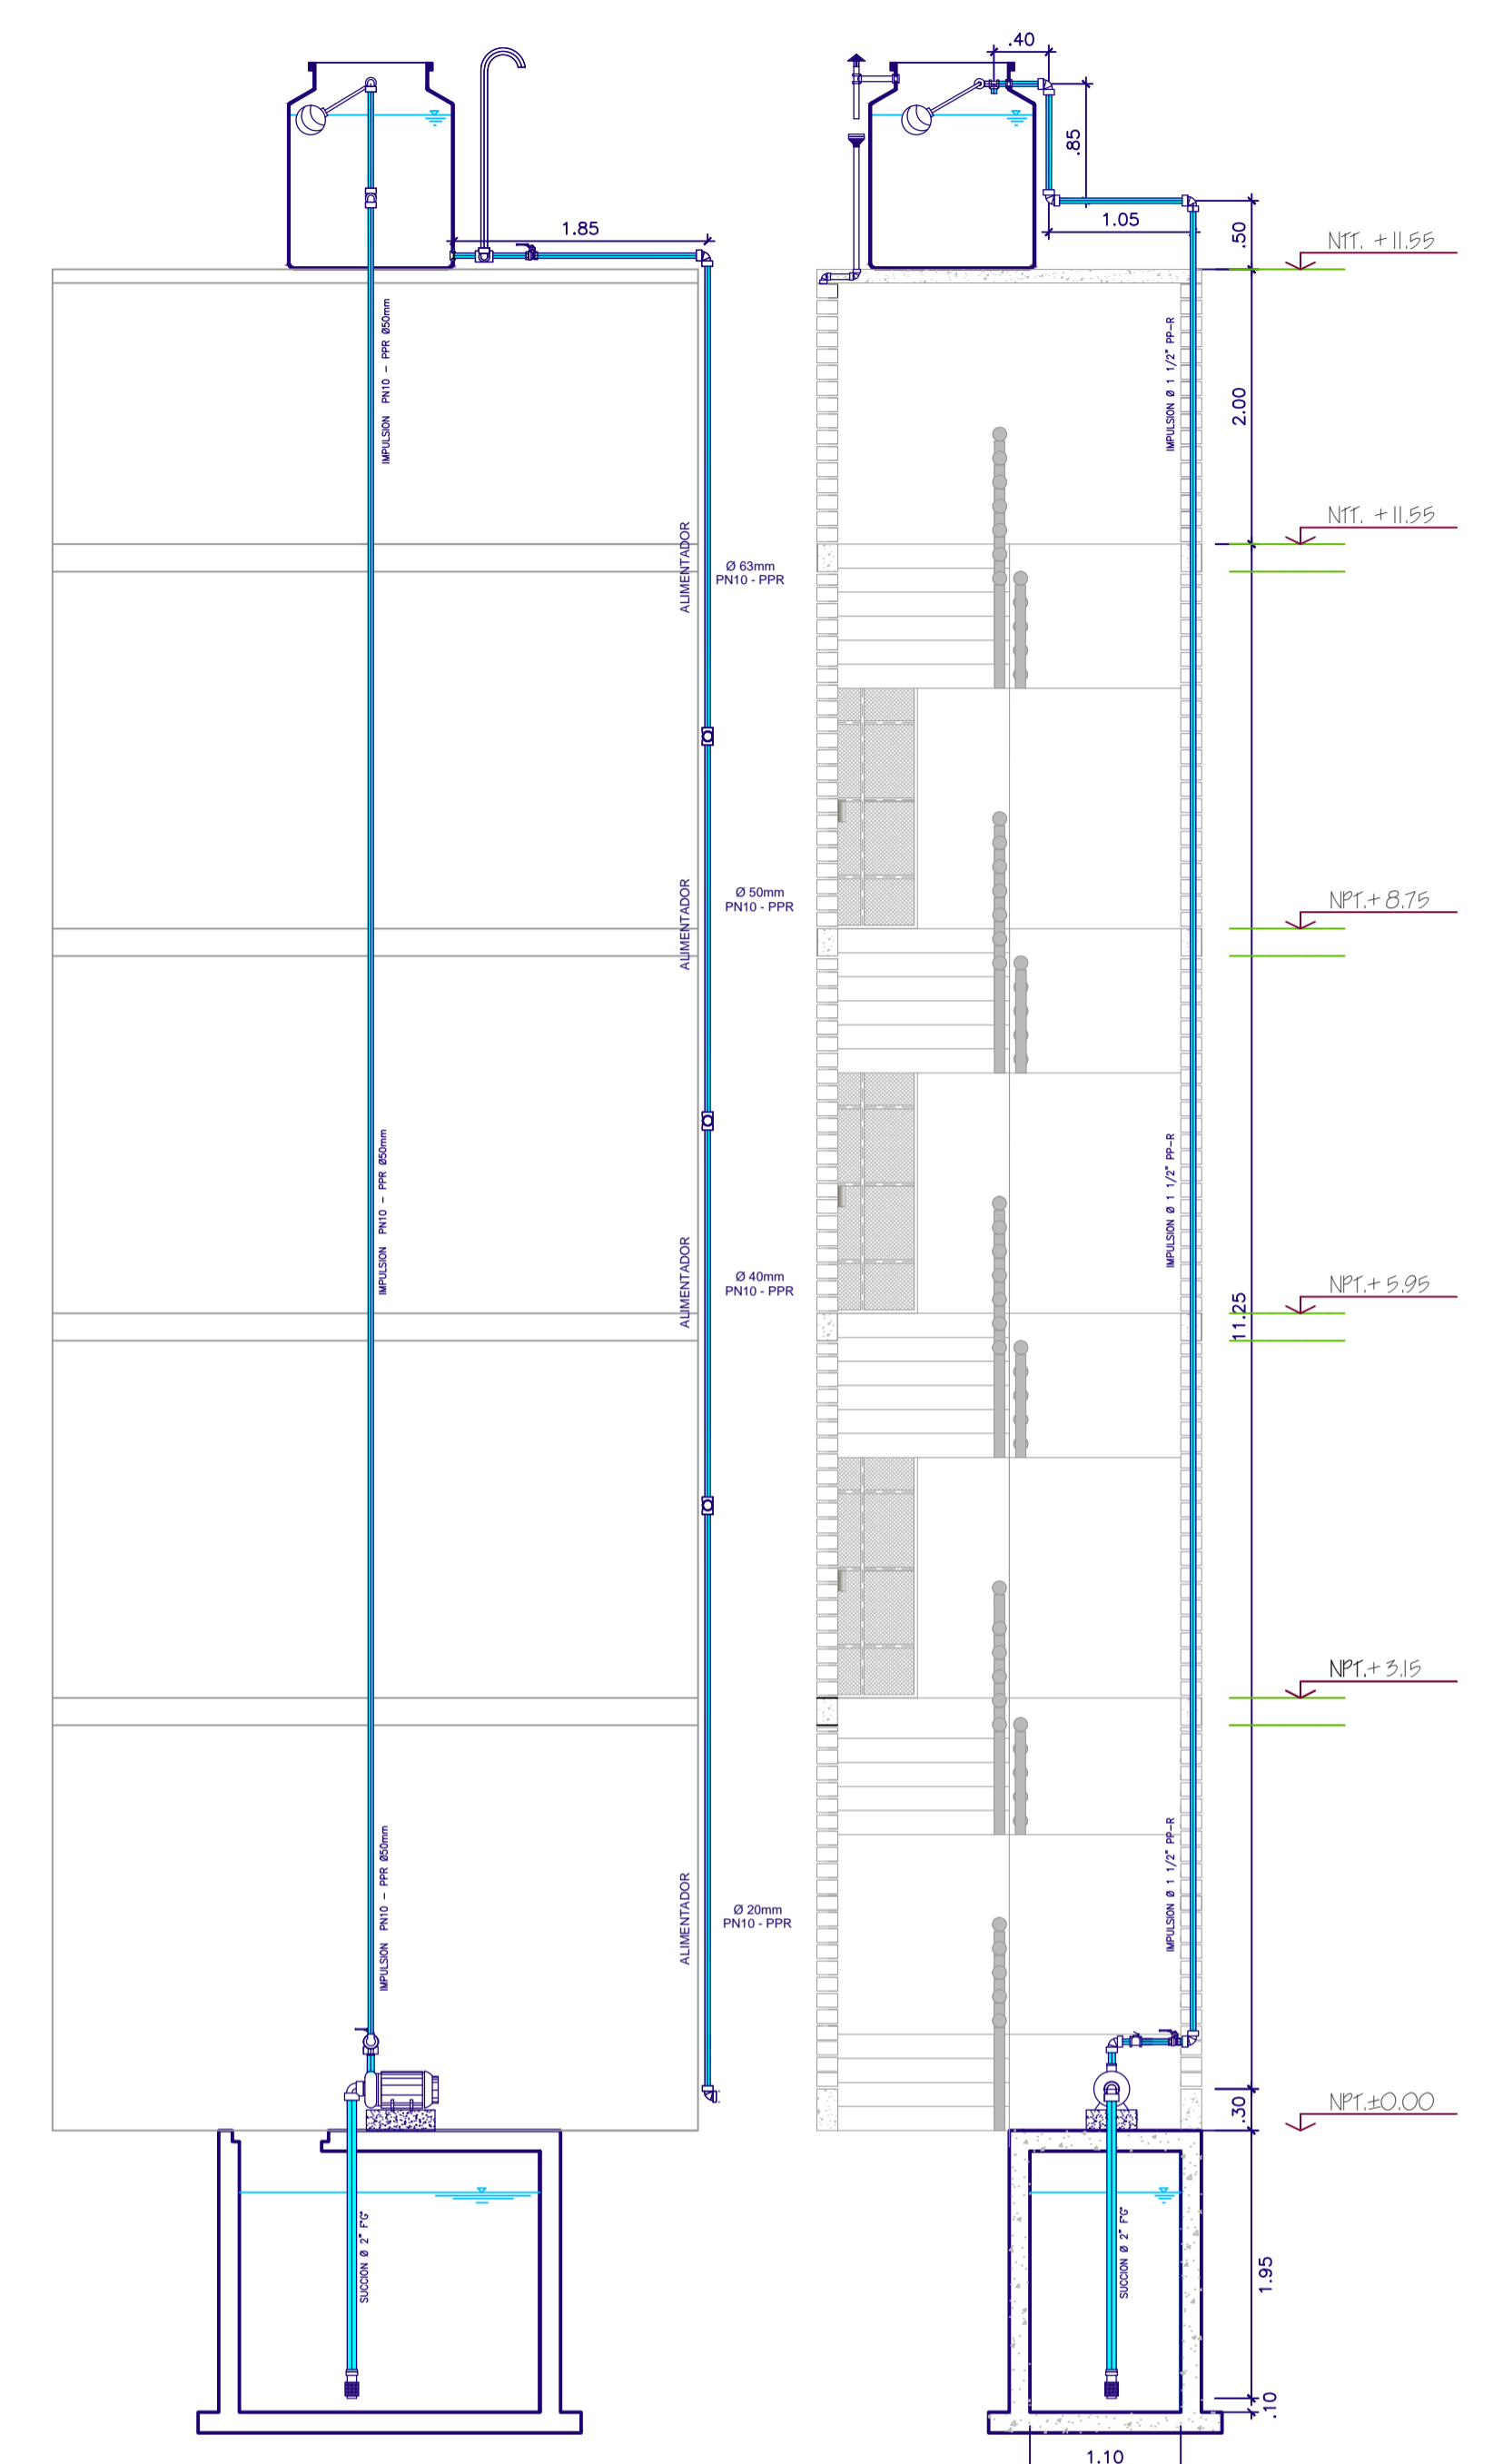 .40
.85
1.85
1.05
.50
NTT. +11.55
IMPULSION PN10 - PPR Ø50mm
IMPULSION Ø 1 1/2" PP-R
2.00
NTT. +11.55
ALIMENTADOR
Ø 63mm
PN10 - PPR
ALIMENTADOR
Ø 50mm
PN10 - PPR
NPT.+ 8.75
IMPULSION PN10 - PPR Ø50mm
IMPULSION Ø 1 1/2" PP-R
ALIMENTADOR
Ø 40mm
PN10 - PPR
11.25
NPT.+ 5.95
NPT.+ 3.15
IMPULSION PN10 - PPR Ø50mm
ALIMENTADOR
Ø 20mm
PN10 - PPR
IMPULSION Ø 1 1/2" PP-R
.30
NPT.±0.00
SUCCION Ø 2" F°G°
SUCCION Ø 2" F°G°
1.95
.10
1.10